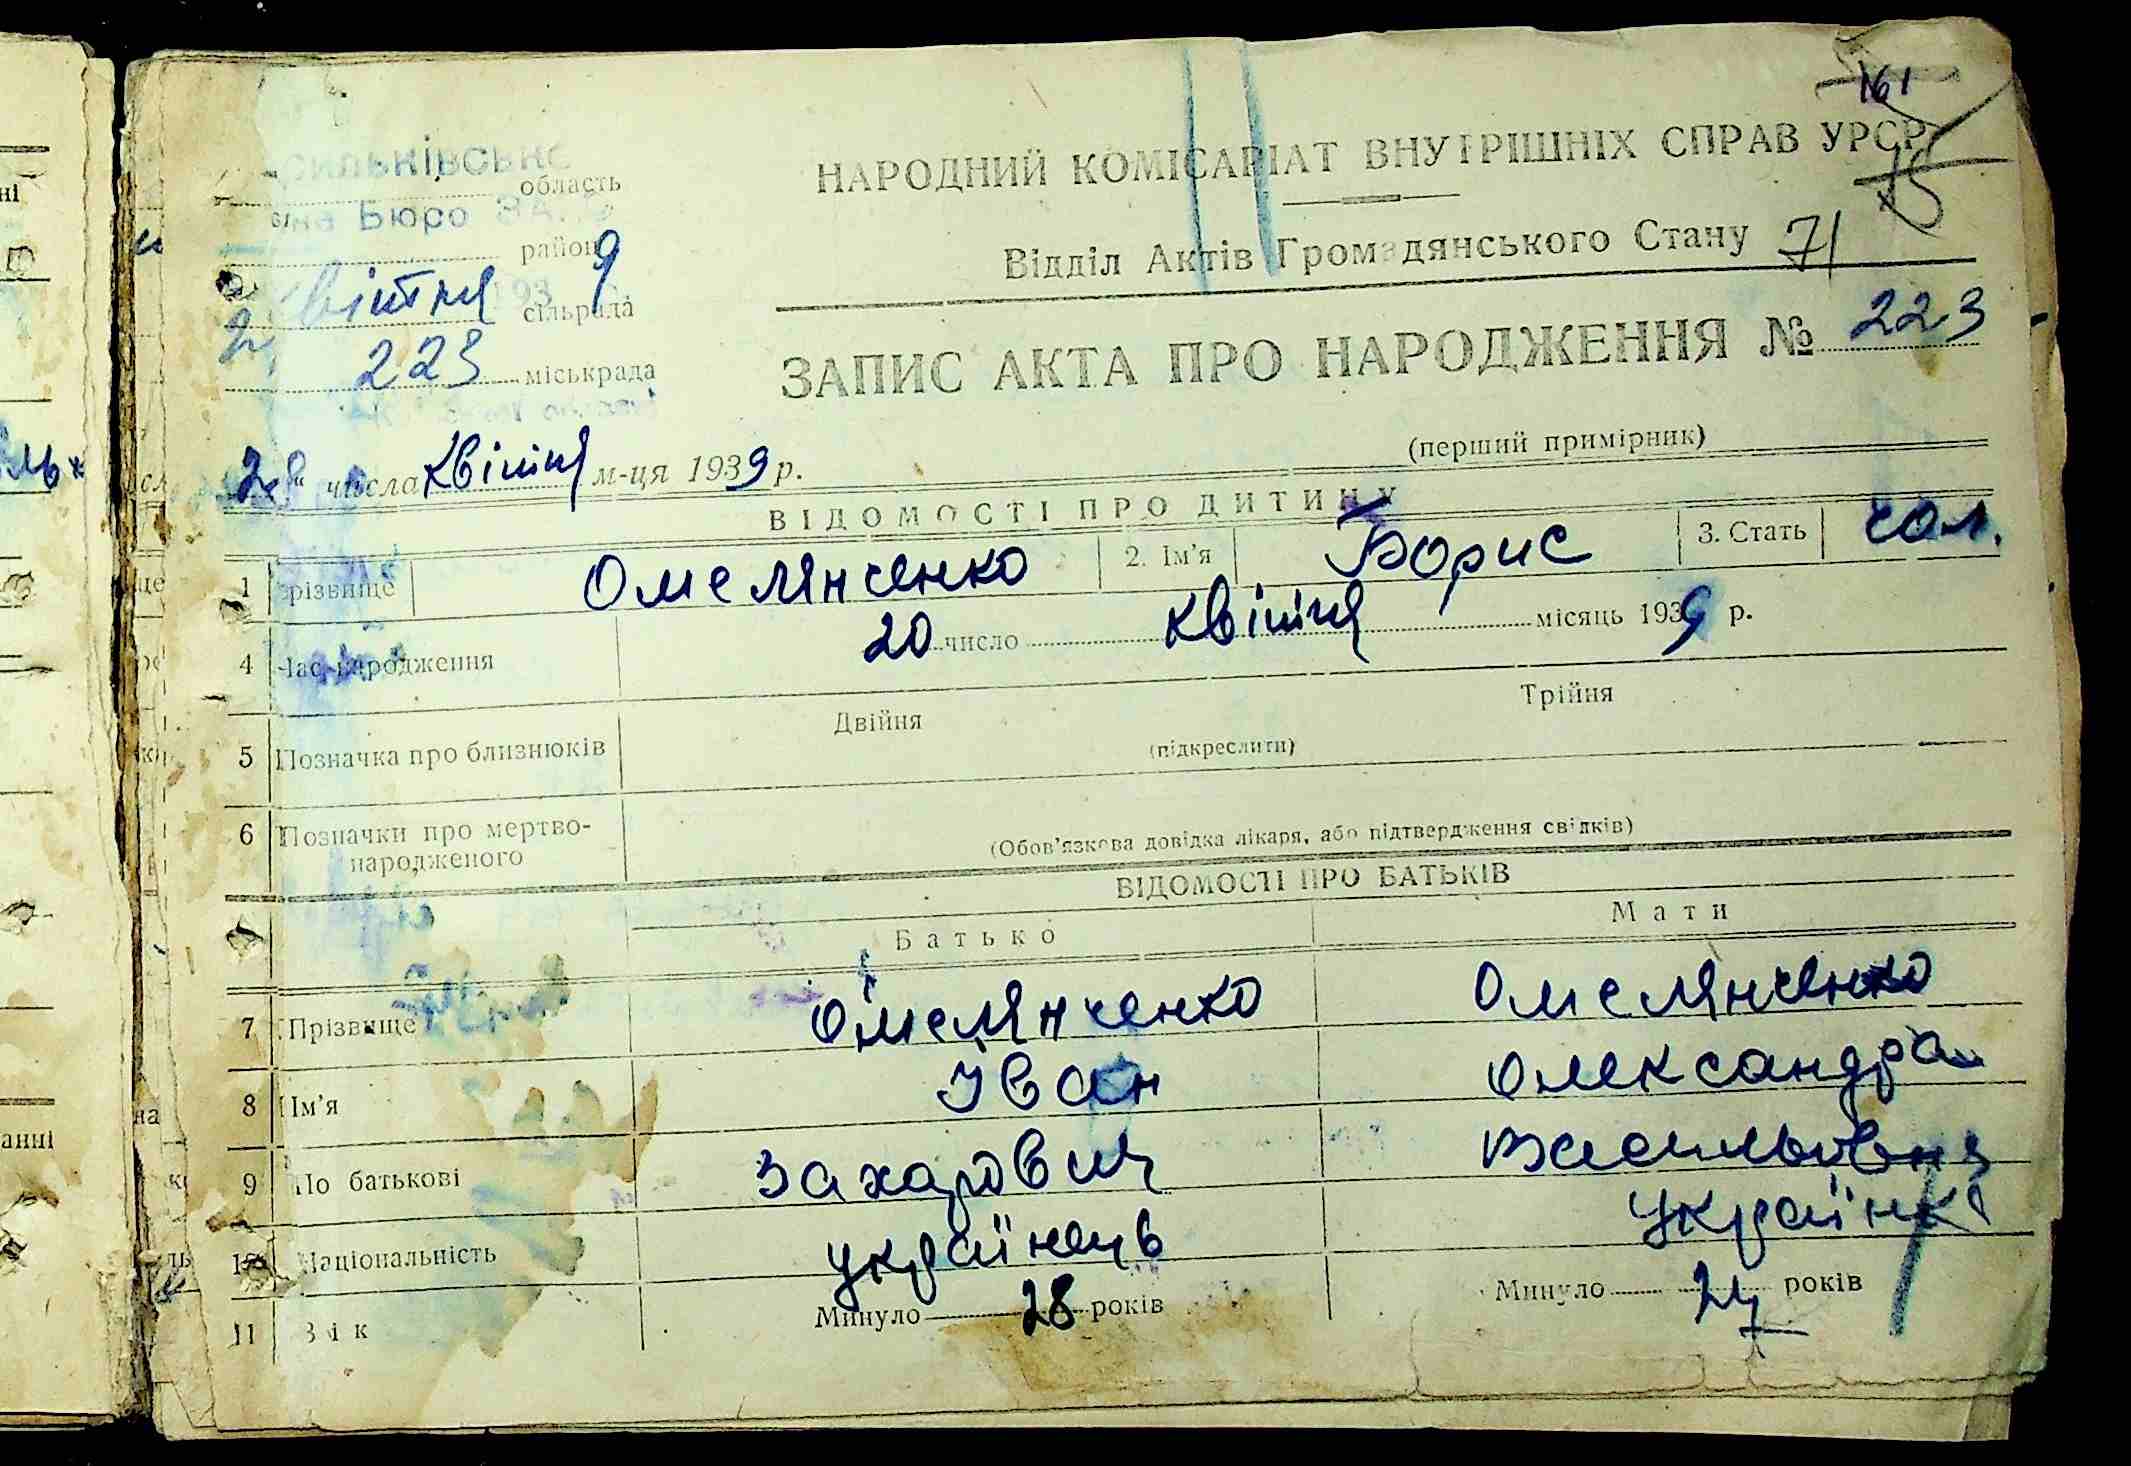 161
НАРОДНИЙ КОМІСАРІАТ ВНУТРІШНІХ СПРАВ УРСР
75
область
Бюро
район
Відділ Актів Громадянського Стану 71
квітня 193 9
сільрада
223 міськрада
ЗАПИС АКТА ПРО НАРОДЖЕННЯ № 223
(перший примірник)
числа квітня м-ця 1939 р.
ВІДОМОСТІ ПРО ДИТИНУ
1 Прізвище Омелянченко 2. Ім'я Борис 3. Стать чол.
4 Час народження 20 число квітня місяць 1939 р.
5 Позначка про близнюків Двійня Трійня
(підкреслити)
6 Позначки про мертво-
народженого
(Обов'язкова довідка лікаря, або підтвердження свідків)
ВІДОМОСТІ ПРО БАТЬКІВ
Батько Мати
7 Прізвище Омелянченко Омелянченко
8 Ім'я Іван Олександра
9 По батькові Захарович Васильовна
10 Національність українець українка
11 Вік Минуло 28 років Минуло 24 років